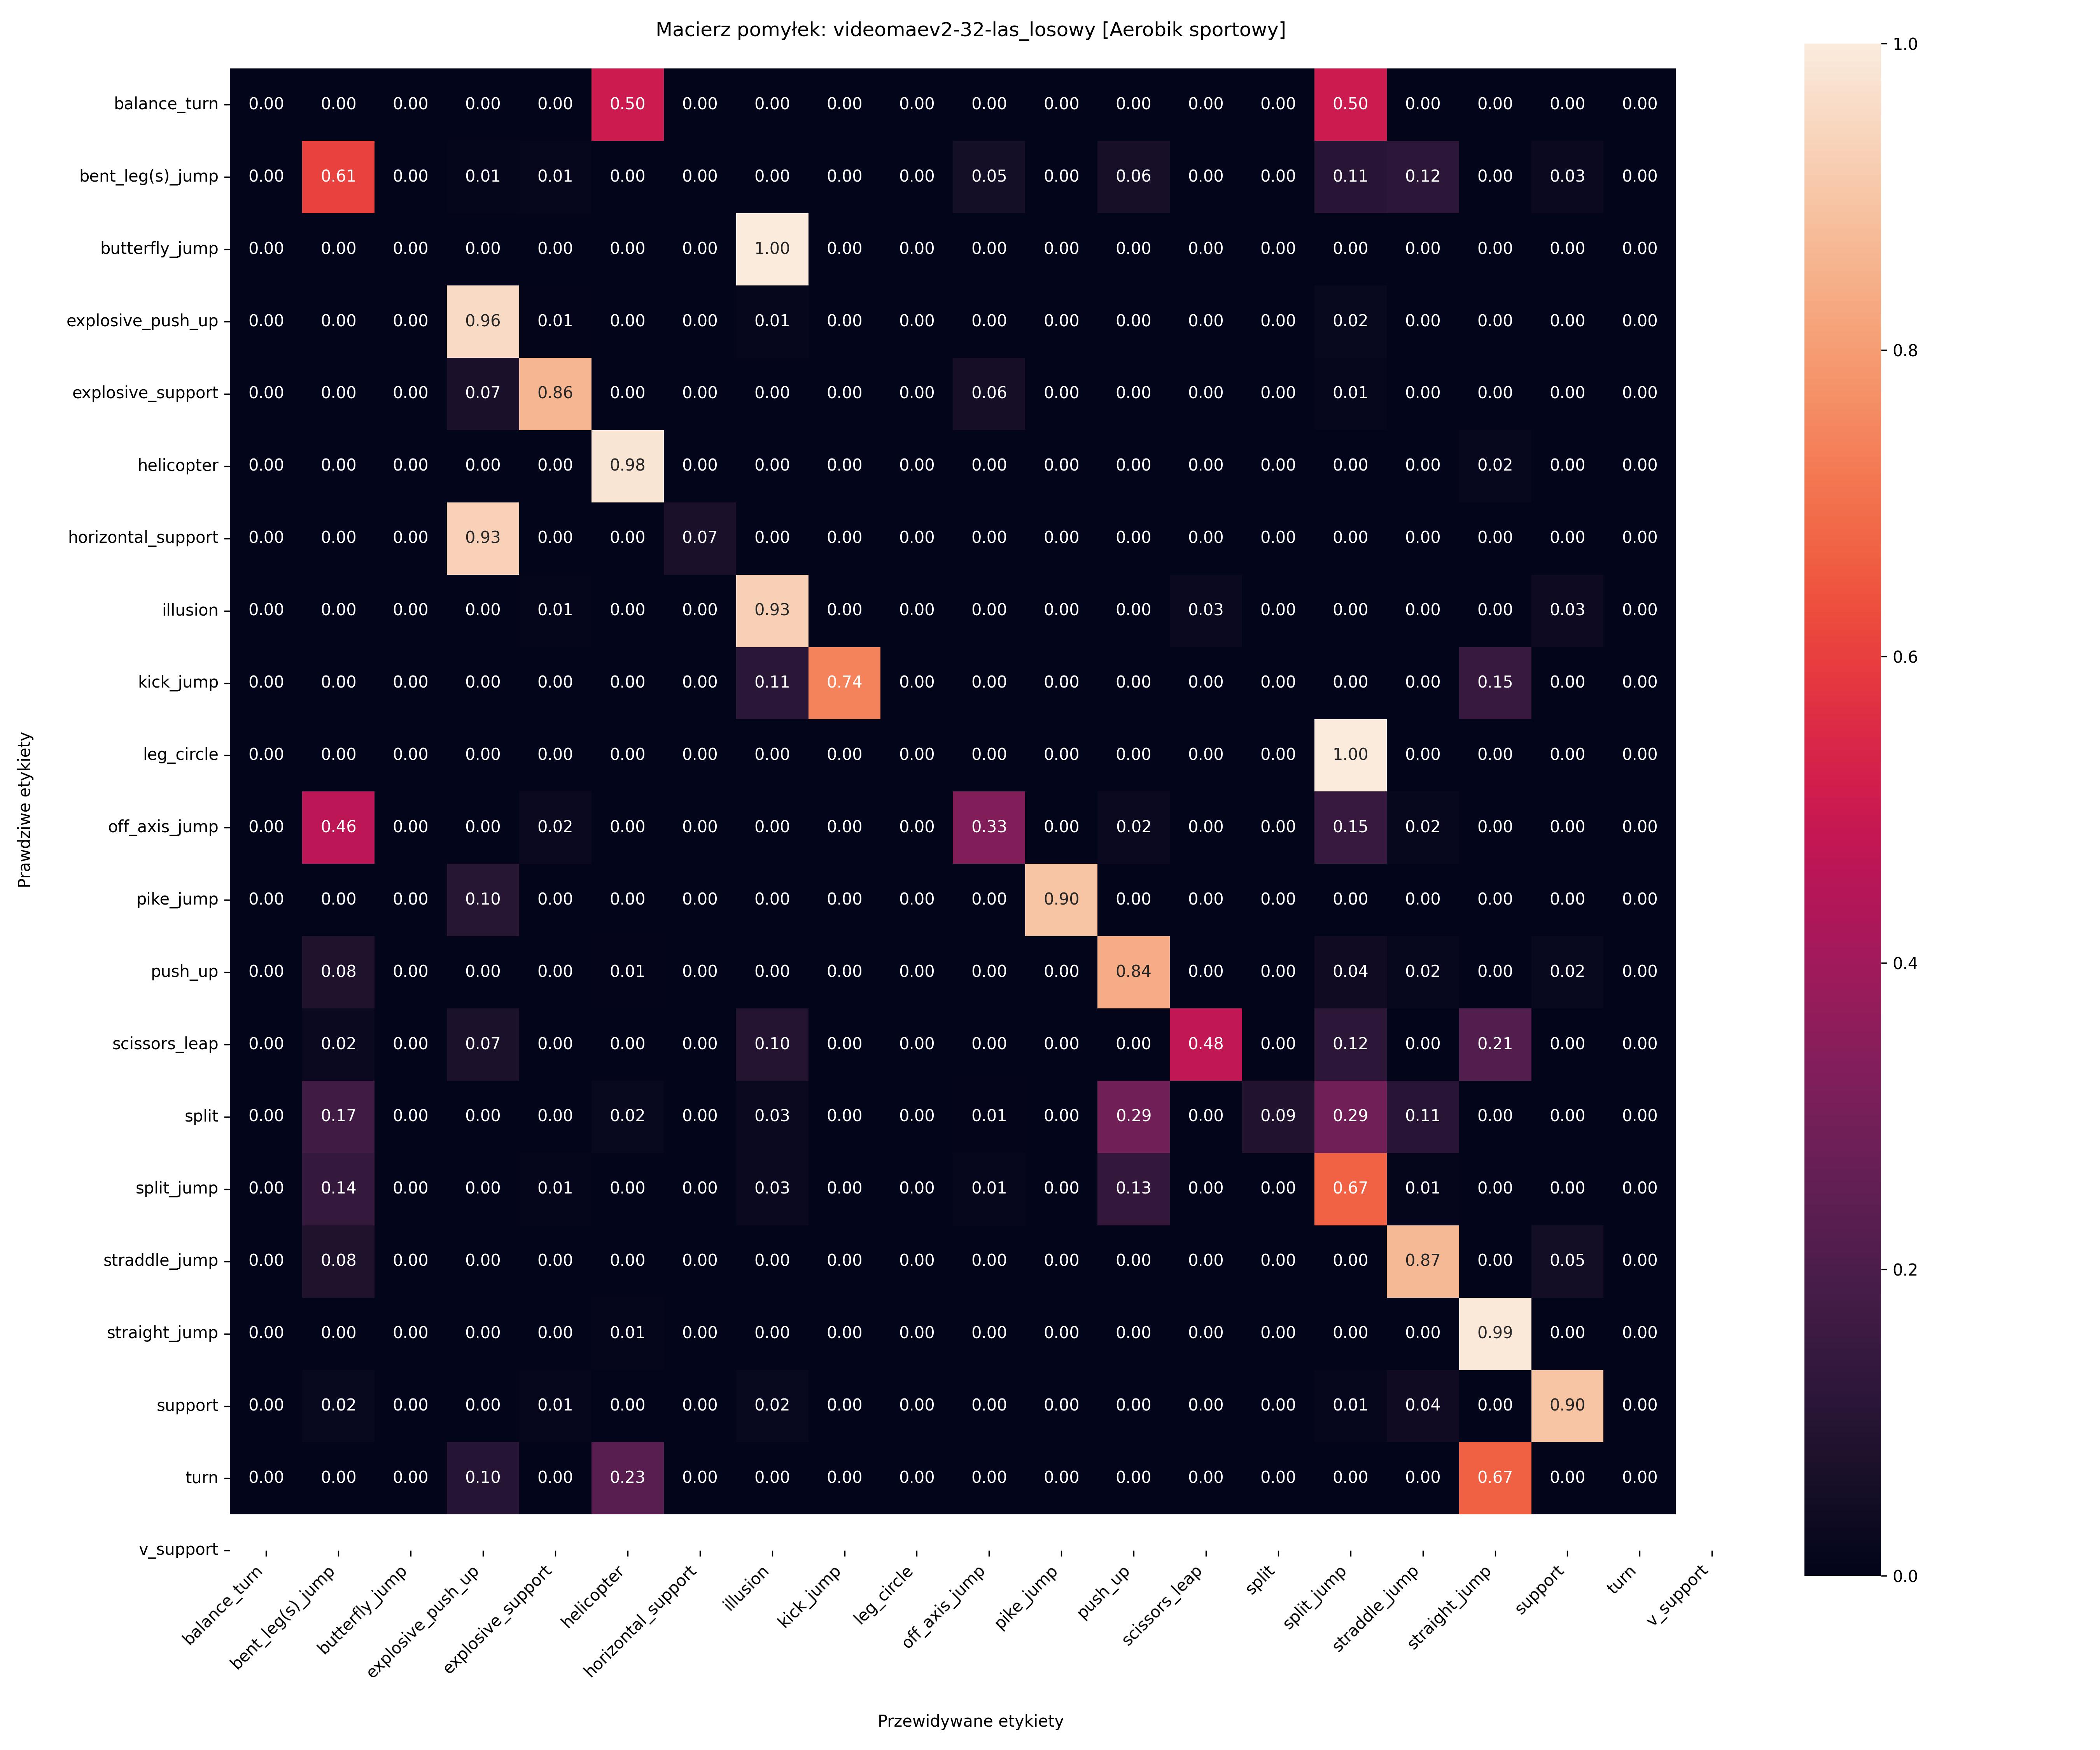 Macierz pomyłek: videomaev2-32-las_losowy [Aerobik sportowy]
balance_turn 0.00 0.00 0.00 0.00 0.00 0.50 0.00 0.00 0.00 0.00 0.00 0.00 0.00 0.00 0.00 0.50 0.00 0.00 0.00 0.00
bent_leg(s)_jump 0.00 0.61 0.00 0.01 0.01 0.00 0.00 0.00 0.00 0.00 0.05 0.00 0.06 0.00 0.00 0.11 0.12 0.00 0.03 0.00
butterfly_jump 0.00 0.00 0.00 0.00 0.00 0.00 0.00 1.00 0.00 0.00 0.00 0.00 0.00 0.00 0.00 0.00 0.00 0.00 0.00 0.00
explosive_push_up 0.00 0.00 0.00 0.96 0.01 0.00 0.00 0.01 0.00 0.00 0.00 0.00 0.00 0.00 0.00 0.02 0.00 0.00 0.00 0.00
explosive_support 0.00 0.00 0.00 0.07 0.86 0.00 0.00 0.00 0.00 0.00 0.06 0.00 0.00 0.00 0.00 0.01 0.00 0.00 0.00 0.00
helicopter 0.00 0.00 0.00 0.00 0.00 0.98 0.00 0.00 0.00 0.00 0.00 0.00 0.00 0.00 0.00 0.00 0.00 0.02 0.00 0.00
horizontal_support 0.00 0.00 0.00 0.93 0.00 0.00 0.07 0.00 0.00 0.00 0.00 0.00 0.00 0.00 0.00 0.00 0.00 0.00 0.00 0.00
illusion 0.00 0.00 0.00 0.00 0.01 0.00 0.00 0.93 0.00 0.00 0.00 0.00 0.00 0.03 0.00 0.00 0.00 0.00 0.03 0.00
kick_jump 0.00 0.00 0.00 0.00 0.00 0.00 0.00 0.11 0.74 0.00 0.00 0.00 0.00 0.00 0.00 0.00 0.00 0.15 0.00 0.00
leg_circle 0.00 0.00 0.00 0.00 0.00 0.00 0.00 0.00 0.00 0.00 0.00 0.00 0.00 0.00 0.00 1.00 0.00 0.00 0.00 0.00
off_axis_jump 0.00 0.46 0.00 0.00 0.02 0.00 0.00 0.00 0.00 0.00 0.33 0.00 0.02 0.00 0.00 0.15 0.02 0.00 0.00 0.00
pike_jump 0.00 0.00 0.00 0.10 0.00 0.00 0.00 0.00 0.00 0.00 0.00 0.90 0.00 0.00 0.00 0.00 0.00 0.00 0.00 0.00
push_up 0.00 0.08 0.00 0.00 0.00 0.01 0.00 0.00 0.00 0.00 0.00 0.00 0.84 0.00 0.00 0.04 0.02 0.00 0.02 0.00
scissors_leap 0.00 0.02 0.00 0.07 0.00 0.00 0.00 0.10 0.00 0.00 0.00 0.00 0.00 0.48 0.00 0.12 0.00 0.21 0.00 0.00
split 0.00 0.17 0.00 0.00 0.00 0.02 0.00 0.03 0.00 0.00 0.01 0.00 0.29 0.00 0.09 0.29 0.11 0.00 0.00 0.00
split_jump 0.00 0.14 0.00 0.00 0.01 0.00 0.00 0.03 0.00 0.00 0.01 0.00 0.13 0.00 0.00 0.67 0.01 0.00 0.00 0.00
straddle_jump 0.00 0.08 0.00 0.00 0.00 0.00 0.00 0.00 0.00 0.00 0.00 0.00 0.00 0.00 0.00 0.00 0.87 0.00 0.05 0.00
straight_jump 0.00 0.00 0.00 0.00 0.00 0.01 0.00 0.00 0.00 0.00 0.00 0.00 0.00 0.00 0.00 0.00 0.00 0.99 0.00 0.00
support 0.00 0.02 0.00 0.00 0.01 0.00 0.00 0.02 0.00 0.00 0.00 0.00 0.00 0.00 0.00 0.01 0.04 0.00 0.90 0.00
turn 0.00 0.00 0.00 0.10 0.00 0.23 0.00 0.00 0.00 0.00 0.00 0.00 0.00 0.00 0.00 0.00 0.00 0.67 0.00 0.00
v_support
Prawdziwe etykiety
balance_turn
bent_leg(s)_jump
butterfly_jump
explosive_push_up
explosive_support
helicopter
horizontal_support
illusion
kick_jump
leg_circle
off_axis_jump
pike_jump
push_up
scissors_leap
split
split_jump
straddle_jump
straight_jump
support
turn
v_support
Przewidywane etykiety
1.0
0.8
0.6
0.4
0.2
0.0